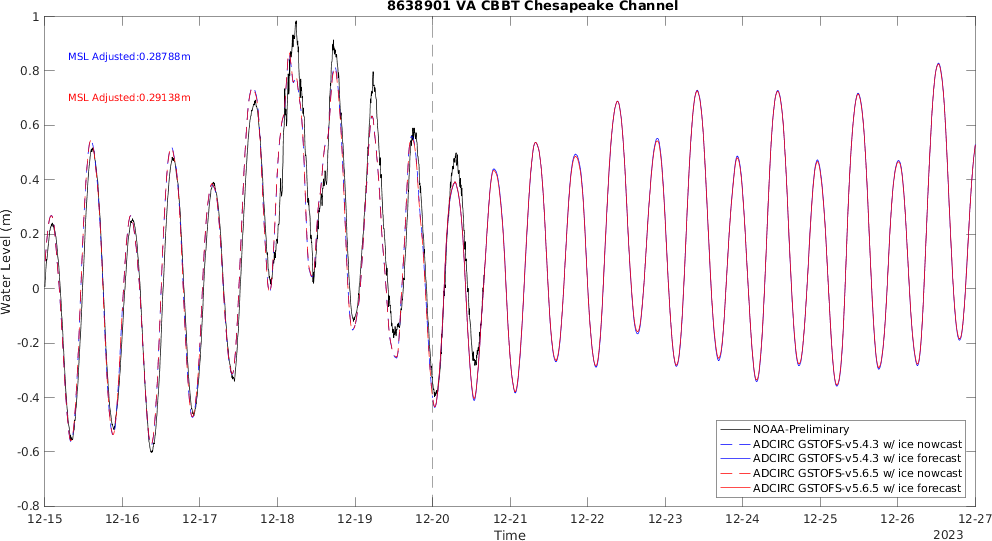 8638901 VA CBBT Chesapeake Channel
MSL Adjusted:0.28788m
MSL Adjusted:0.29138m
Water Level (m)
1
0.8
0.6
0.4
0.2
0
-0.2
-0.4
-0.6
-0.8
NOAA-Preliminary
ADCIRC GSTOFS-v5.4.3 w/ ice nowcast
ADCIRC GSTOFS-v5.4.3 w/ ice forecast
ADCIRC GSTOFS-v5.6.5 w/ ice nowcast
ADCIRC GSTOFS-v5.6.5 w/ ice forecast
12-15 12-16 12-17 12-18 12-19 12-20 12-21 12-22 12-23 12-24 12-25 12-26 12-27
Time
2023